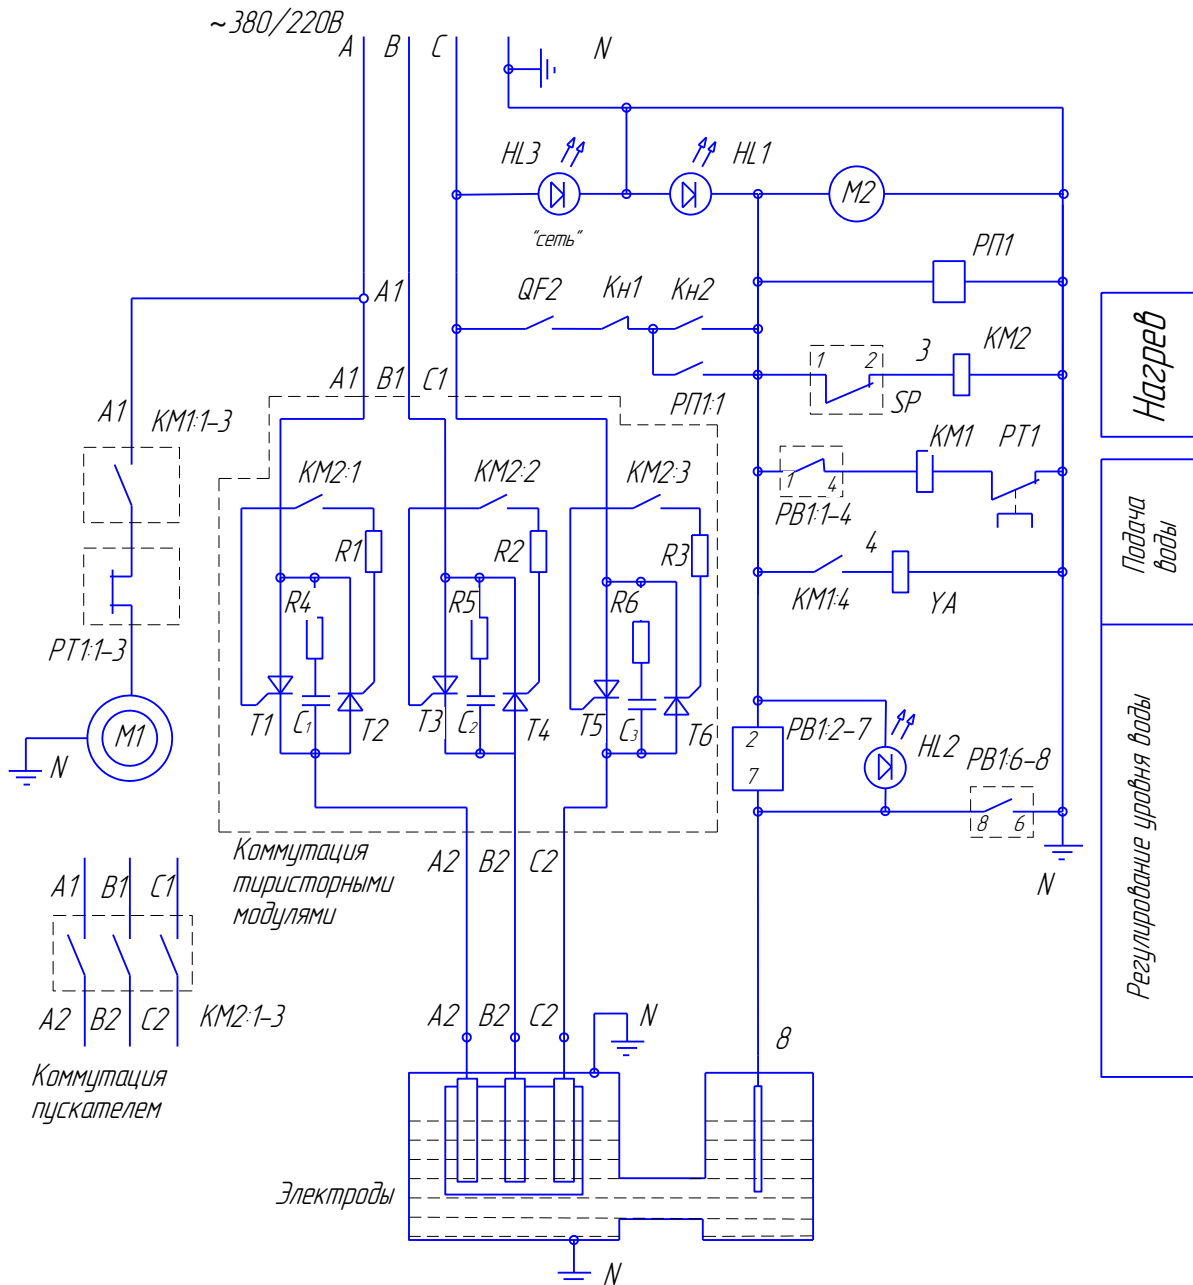 ~380/220В
A
B
C
N
HL3
HL1
M2
"сеть"
РП1
A1
QF2
Кн1
Кн2
1
2
3
КМ2
SP
Нагрев
A1
B1
C1
РП1:1
A1
КМ1:1-3
КМ2:1
КМ2:2
КМ2:3
КМ1
РТ1
1
4
РВ1:1-4
Подача
воды
R1
R2
R3
4
КМ1:4
YA
R4
R5
R6
РТ1:1-3
T1
C1
T2
T3
C2
T4
T5
C3
T6
M1
N
2
7
РВ1:2-7
HL2
РВ1:6-8
8
6
N
Регулирование уровня воды
Коммутация
тиристорными
модулями
A2
B2
C2
A1
B1
C1
A2
B2
C2
КМ2:1-3
Коммутация
пускателем
A2
B2
C2
N
8
Электроды
N